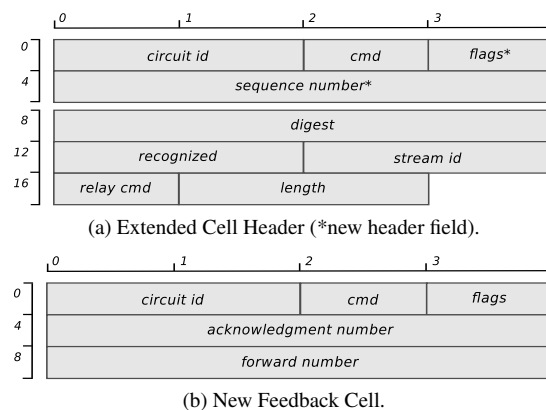 0 1 2 3
0 circuit id cmd flags*
4 sequence number*
8 digest
12 recognized stream id
16 relay cmd length
(a) Extended Cell Header (*new header field).
0 1 2 3
0 circuit id cmd flags
4 acknowledgment number
8 forward number
(b) New Feedback Cell.